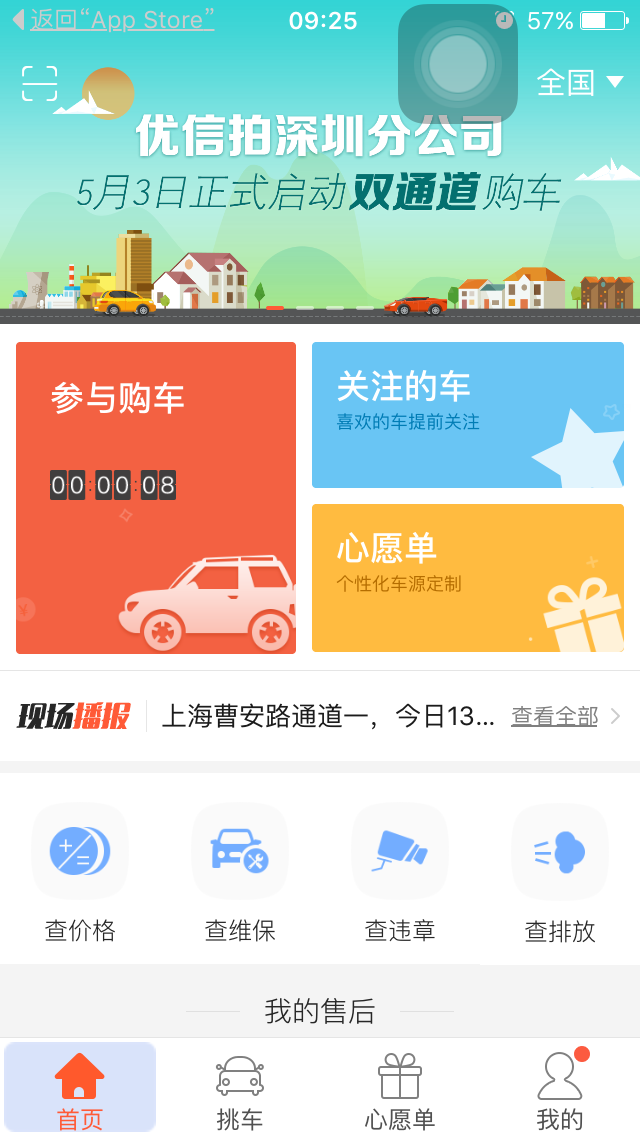 返回“App Store”
09:25
57%
全国
优信拍深圳分公司
5月3日正式启动双通道购车
参与购车
00:00:08
关注的车
喜欢的车提前关注
心愿单
个性化车源定制
现场播报
上海曹安路通道一，今日13...
查看全部
查价格
查维保
查违章
查排放
我的售后
首页
挑车
心愿单
我的